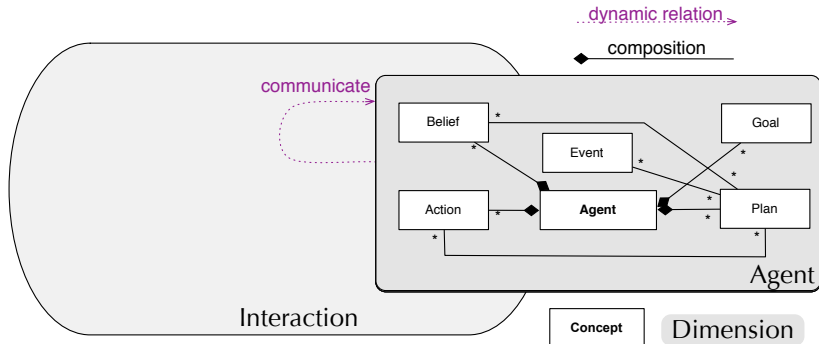 dynamic relation
composition
communicate
Belief
*
*
Goal
*
Event
*
*
*
*
Action
*
Agent
*
Plan
*
*
*
Agent
Interaction
Concept
Dimension